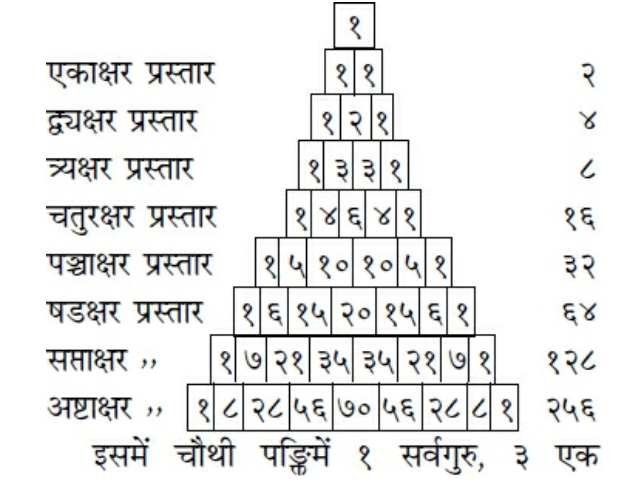 १
एकाक्षर प्रस्तार १ १ २
द्व्यक्षर प्रस्तार १ २ १ ४
त्र्यक्षर प्रस्तार १ ३ ३ १ ८
चतुरक्षर प्रस्तार १ ४ ६ ४ १ १६
पञ्चाक्षर प्रस्तार १ ५ १० १० ५ १ ३२
षडक्षर प्रस्तार १ ६ १५ २० १५ ६ १ ६४
सप्ताक्षर ,, १ ७ २१ ३५ ३५ २१ ७ १ १२८
अष्टाक्षर ,, १ ८ २८ ५६ ७० ५६ २८ ८ १ २५६
इसमें चौथी पङ्क्तिमें १ सर्वगुरु, ३ एक